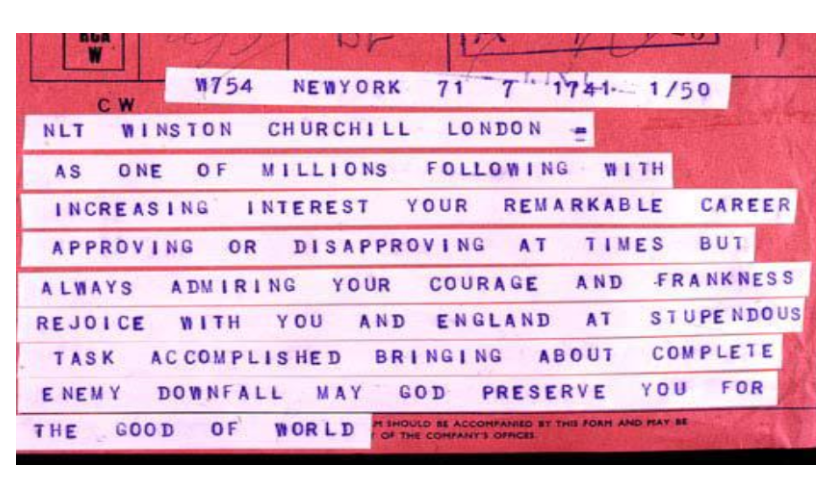 RCA
W
W754 NEWYORK 71 7 1741 1/50
CW
NLT WINSTON CHURCHILL LONDON =
AS ONE OF MILLIONS FOLLOWING WITH
INCREASING INTEREST YOUR REMARKABLE CAREER
APPROVING OR DISAPPROVING AT TIMES BUT
ALWAYS ADMIRING YOUR COURAGE AND FRANKNESS
REJOICE WITH YOU AND ENGLAND AT STUPENDOUS
TASK ACCOMPLISHED BRINGING ABOUT COMPLETE
ENEMY DOWNFALL MAY GOD PRESERVE YOU FOR
THE GOOD OF WORLD
M SHOULD BE ACCOMPANIED BY THIS FORM AND MAY BE
OF THE COMPANY'S OFFICES